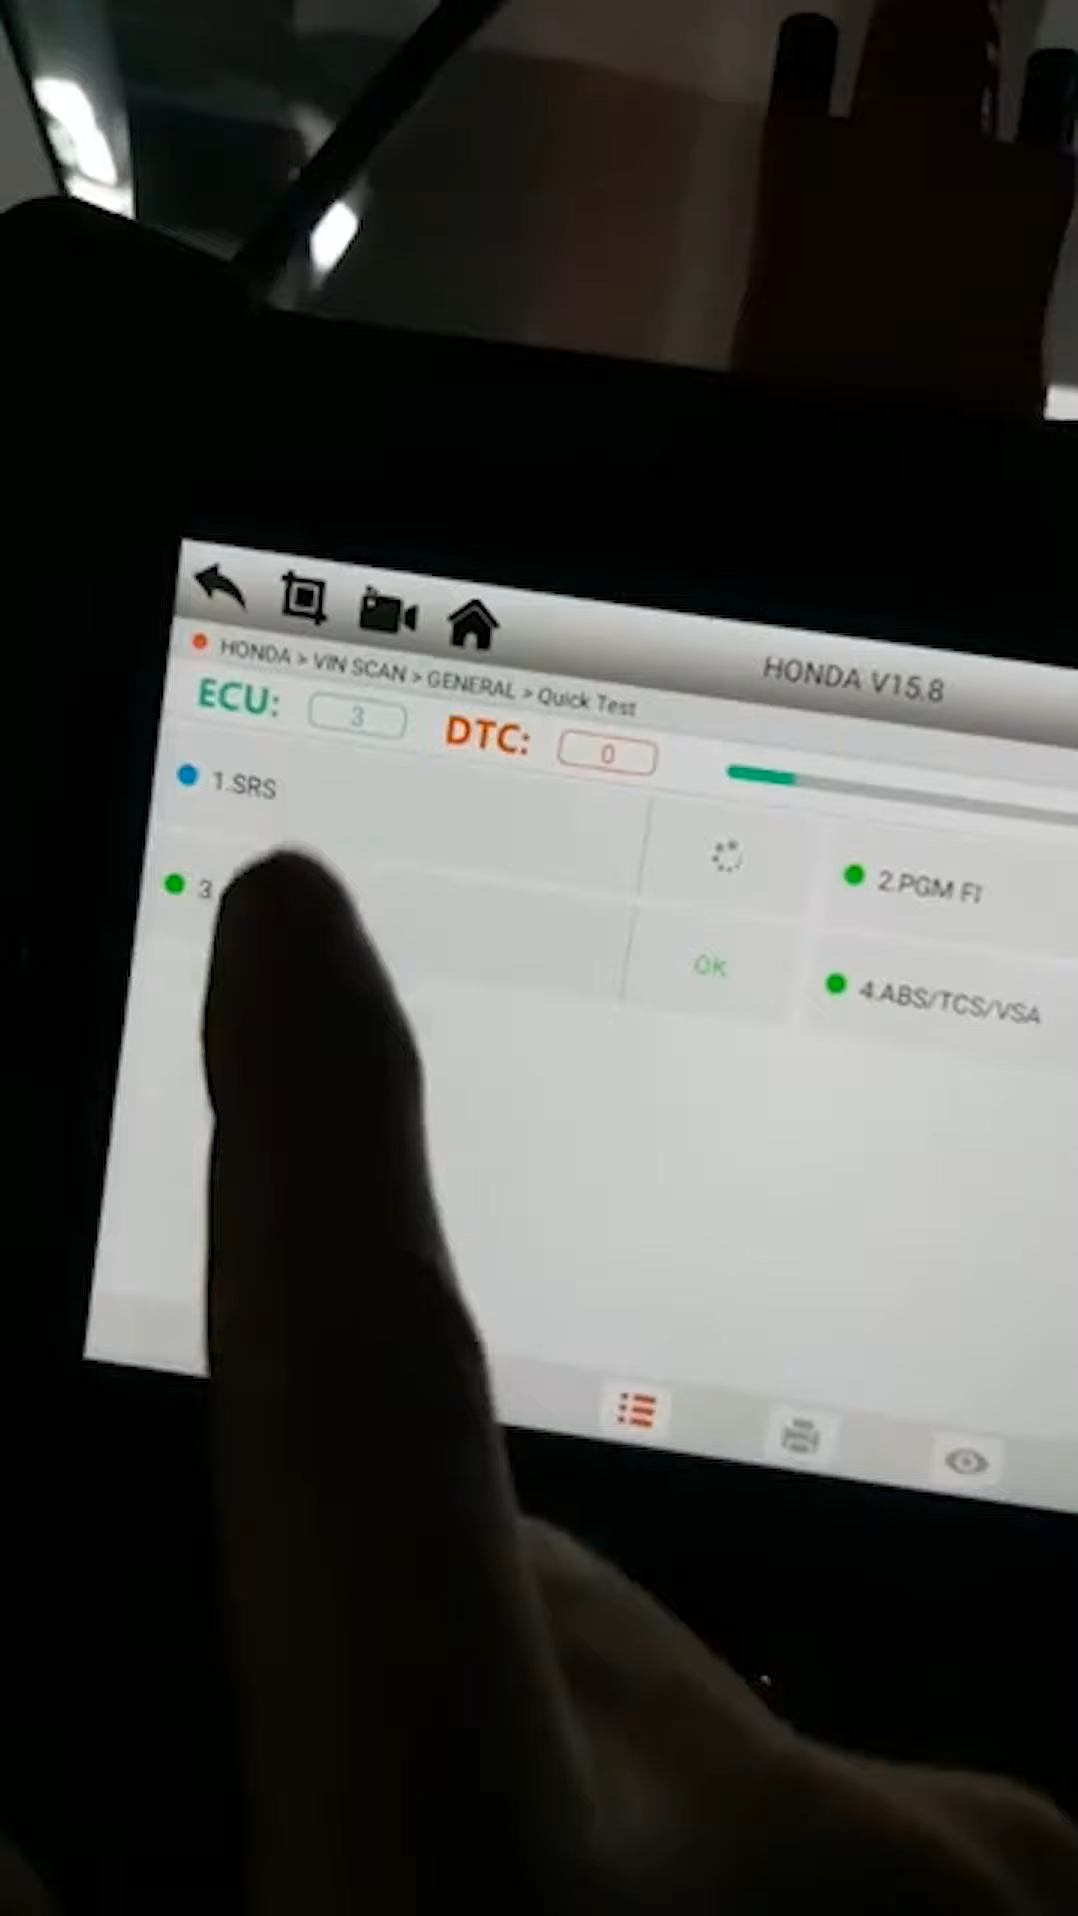 HONDA V15.8
HONDA > VIN SCAN > GENERAL > Quick Test
ECU: 3 DTC: 0
1.SRS
2.PGM FI
3
OK
4.ABS/TCS/VSA